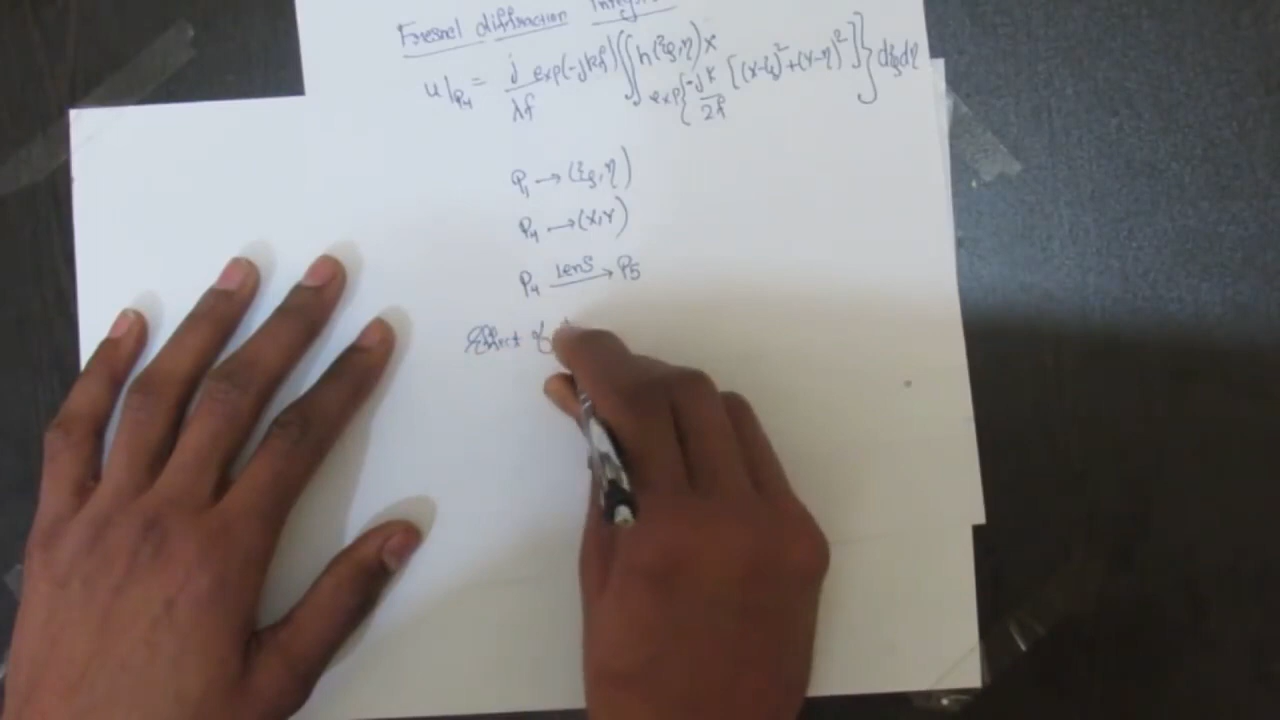 Fresnel diffraction Integr
U|P4 = j/λf exp(-jkf) ∬ h(ξ,η) ×
exp{-jk/2f [(x-ξ)²+(Y-η)²]} dξdη
P1 → (ξ,η)
P4 → (x,Y)
P4 Lens→ P5
Effect of